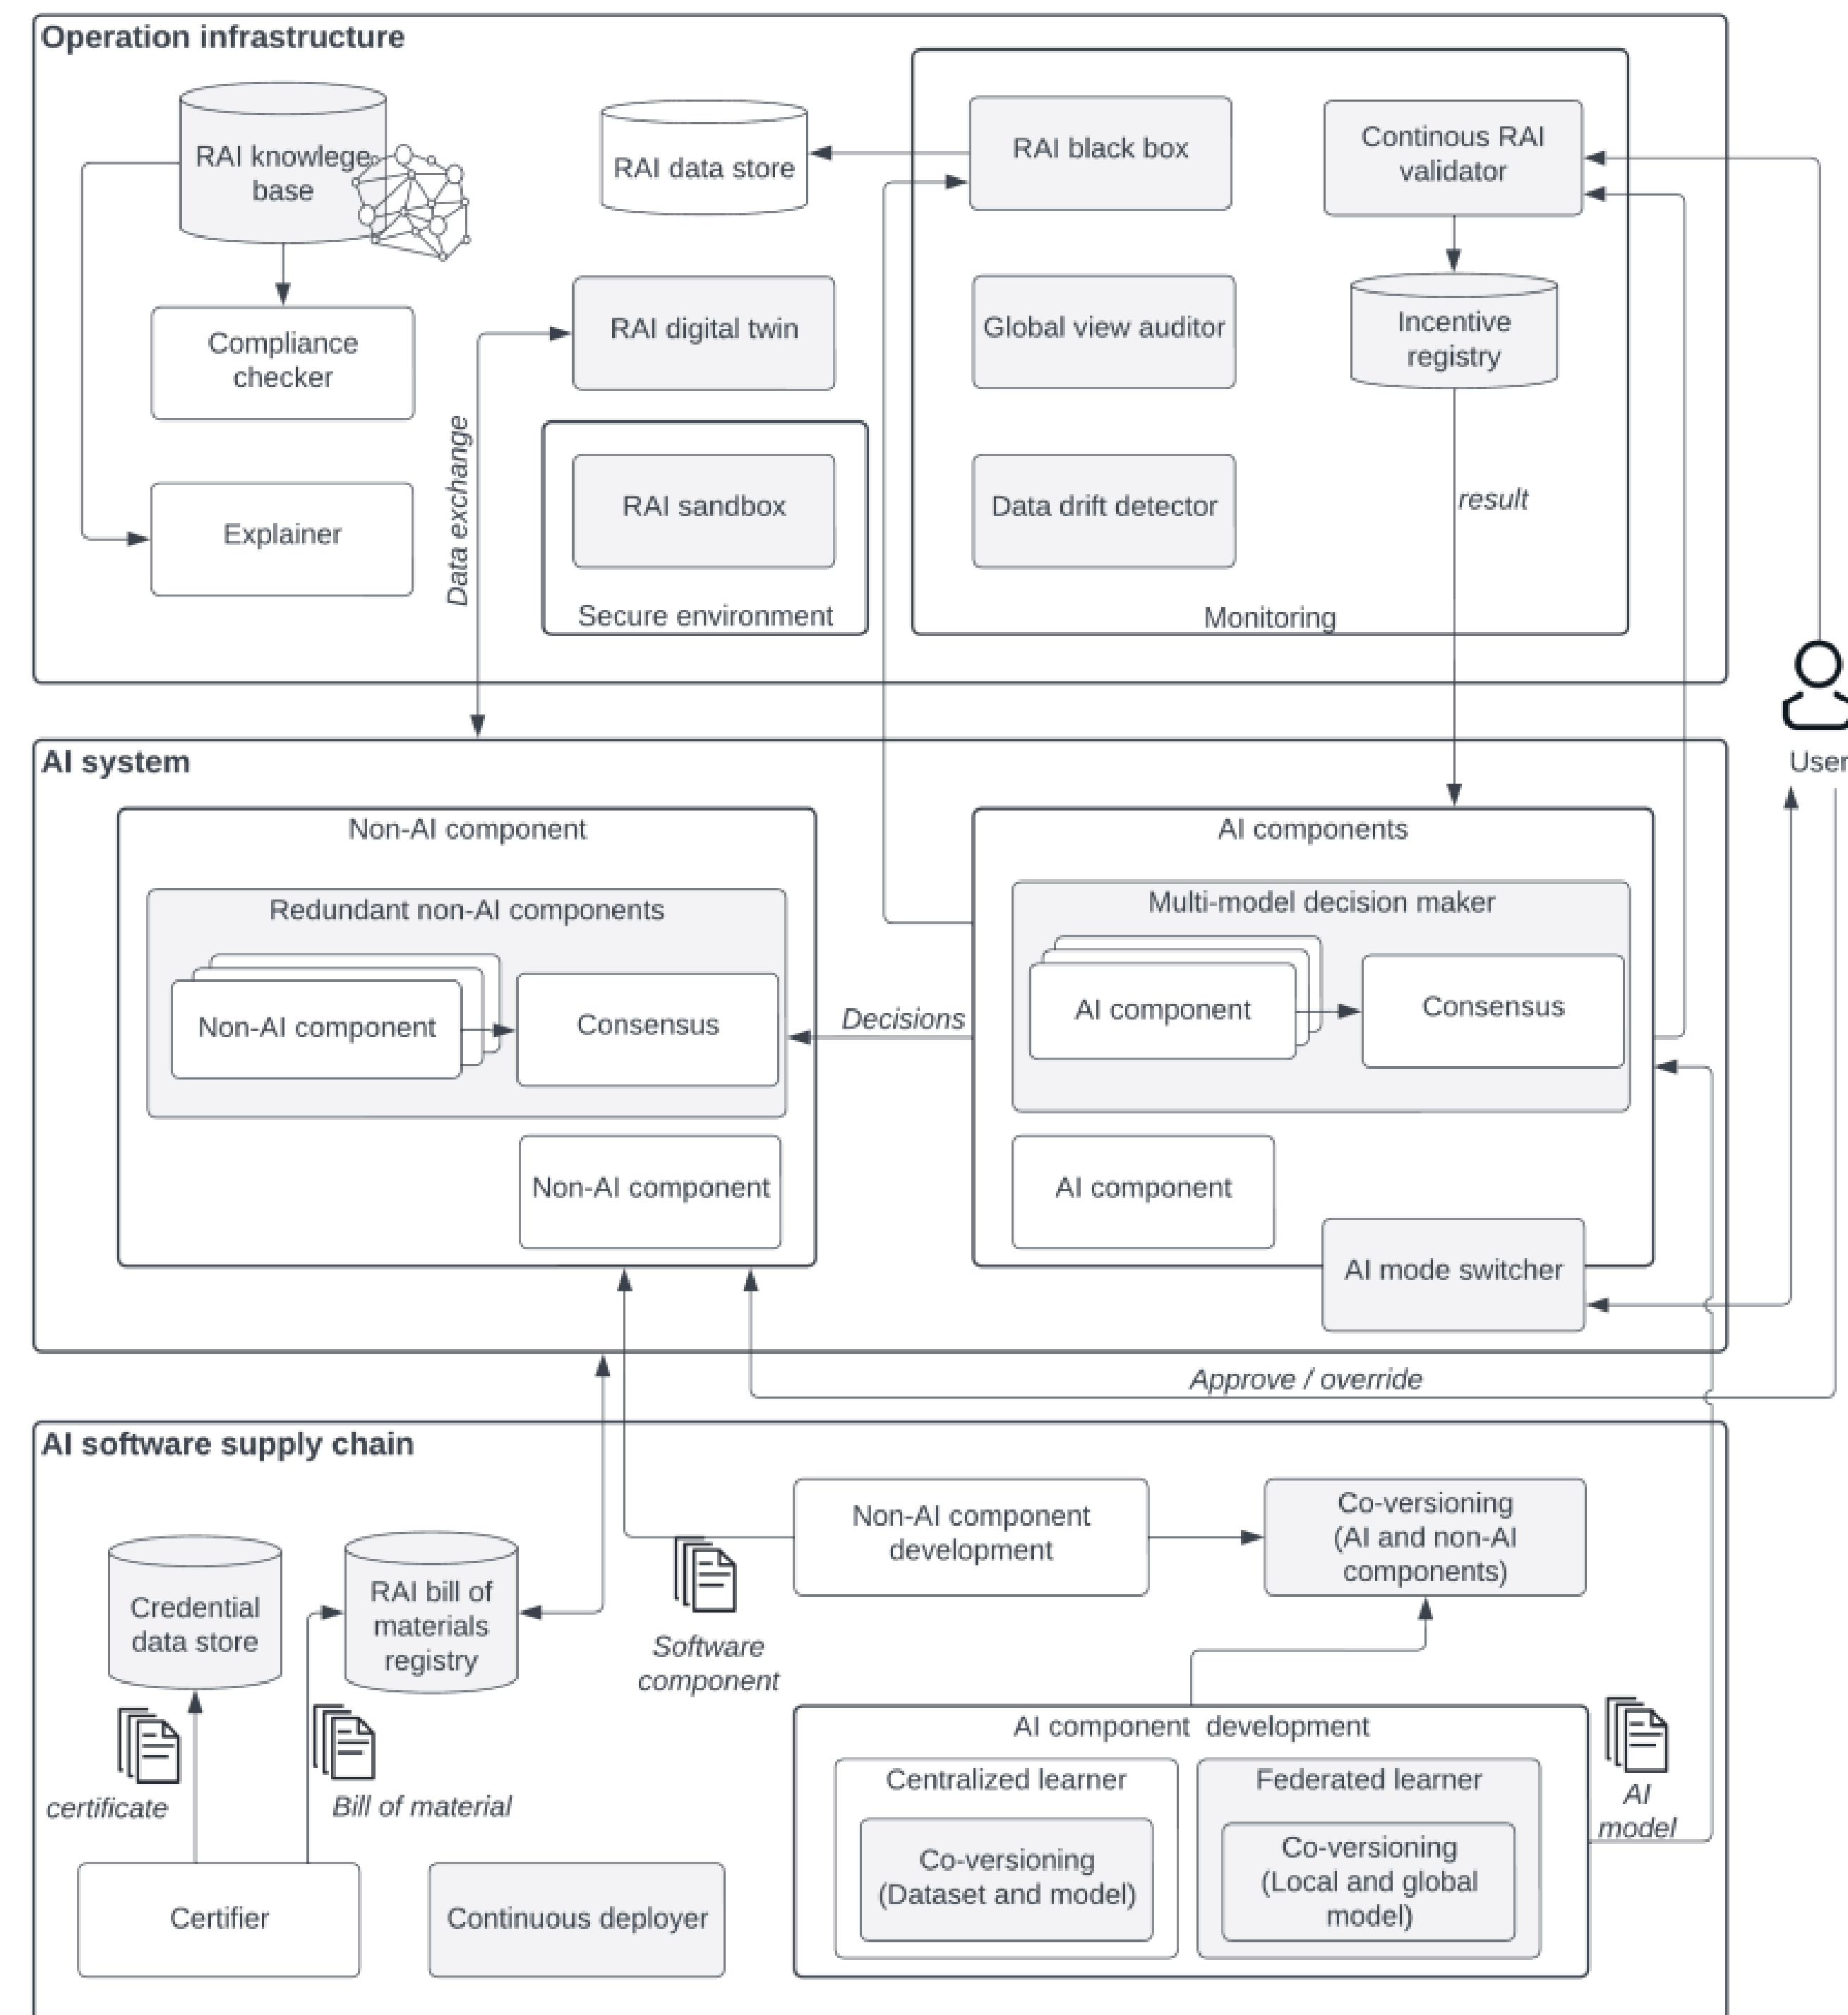 Operation infrastructure
RAI knowlege
base
RAI data store
RAI black box
Continous RAI
validator
Compliance
checker
RAI digital twin
Global view auditor
Incentive
registry
Data exchange
Explainer
RAI sandbox
Secure environment
Data drift detector
result
Monitoring
User
AI system
Non-AI component
Redundant non-AI components
Non-AI component
Consensus
Non-AI component
Decisions
AI components
Multi-model decision maker
AI component
Consensus
AI component
AI mode switcher
Approve / override
AI software supply chain
Non-AI component
development
Co-versioning
(AI and non-AI
components)
Credential
data store
RAI bill of
materials
registry
Software
component
certificate
Bill of material
AI component development
Centralized learner
Co-versioning
(Dataset and model)
Federated learner
Co-versioning
(Local and global
model)
AI
model
Certifier
Continuous deployer